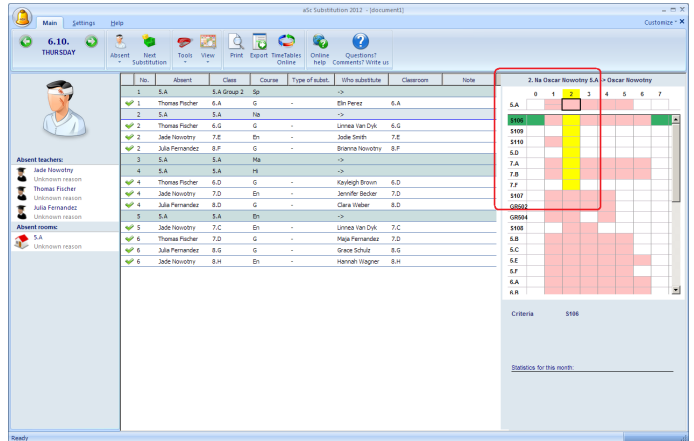 aSc Substitution 2012 - [document1]
Main Settings Help Customize
6.10.
THURSDAY
Absent
Next Substitution
Tools
View
Print
Export
TimeTables Online
Online help
Questions? Comments? Write us
Absent teachers:
Jade Nowotny
Unknown reason
Thomas Fischer
Unknown reason
Julia Fernandez
Unknown reason
Absent rooms:
5.A
Unknown reason
No. Absent Class Course Type of subst. Who substitute Classroom Note
1 5.A 5.A Group 2 Sp ->
1 Thomas Fischer 6.A G - Elin Perez 6.A
2 5.A 5.A Na ->
2 Thomas Fischer 6.G G - Linnea Van Dyk 6.G
2 Jade Nowotny 7.E En - Jodie Smith 7.E
2 Julia Fernandez 8.F G - Brianna Nowotny 8.F
3 5.A 5.A Ma ->
4 5.A 5.A Hi ->
4 Thomas Fischer 6.D G - Kayleigh Brown 6.D
4 Jade Nowotny 7.D En - Jennifer Becker 7.D
4 Julia Fernandez 8.D G - Clara Weber 8.D
5 5.A 5.A En ->
5 Jade Nowotny 7.C En - Linnea Van Dyk 7.C
6 Thomas Fischer 7.D G - Maja Fernandez 7.D
6 Julia Fernandez 8.G G - Grace Schulz 8.G
6 Jade Nowotny 8.H En - Hannah Wagner 8.H
2. Na Oscar Nowotny 5.A > Oscar Nowotny
0 1 2 3 4 5 6 7
5.A
S106
S109
S110
5.D
7.A
7.B
7.F
S107
GR502
GR504
S108
5.B
5.C
5.E
5.F
6.A
6.B
Criteria S106
Statistics for this month:
Ready